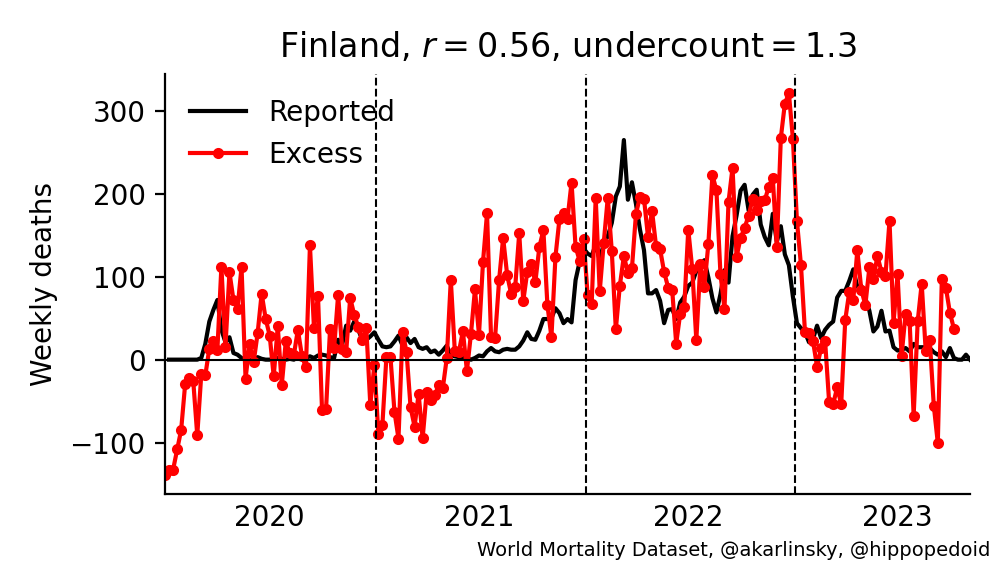 Finland, r = 0.56, undercount = 1.3
Weekly deaths
300
200
100
0
−100
Reported
Excess
2020 2021 2022 2023
World Mortality Dataset, @akarlinsky, @hippopedoid